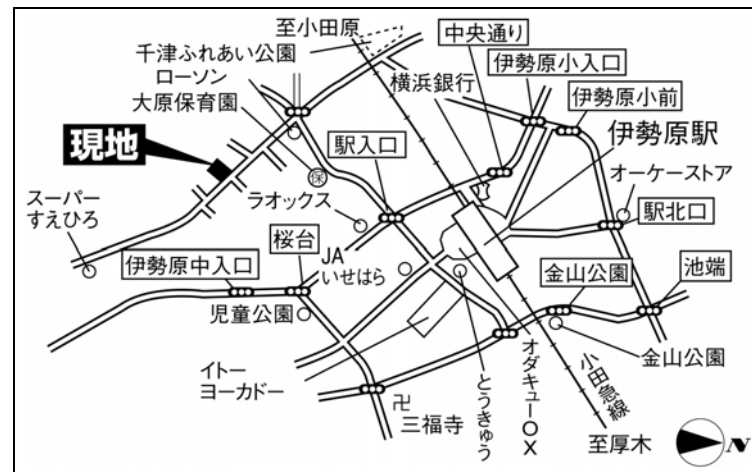 至小田原
中央通り
千津ふれあい公園
ローソン
大原保育園
横浜銀行
伊勢原小入口
伊勢原小前
伊勢原駅
現地
駅入口
オーケーストア
保
スーパー
すえひろ
ラオックス
駅北口
桜台
JA
いせはら
伊勢原中入口
金山公園
池端
児童公園
金山公園
イトー
ヨーカドー
とうきゅう
オダキューOX
小田急線
卍
三福寺
至厚木
N